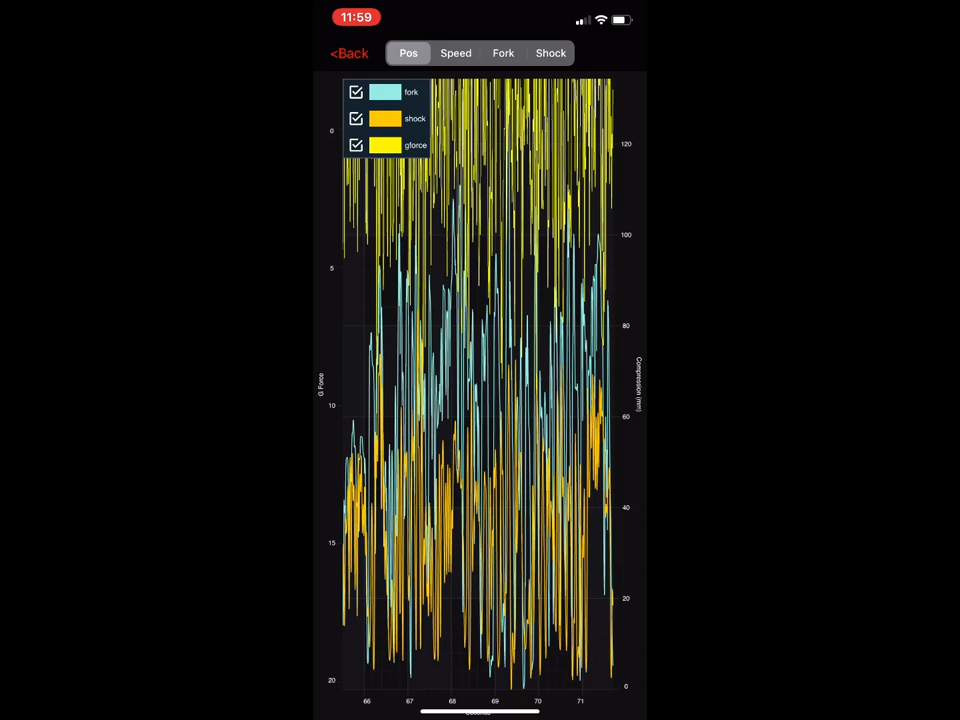 11:59
<Back Pos Speed Fork Shock
fork
shock
gforce
0
5
10
15
20
G Force
120
100
80
60
40
20
0
Compression (mm)
66 67 68 69 70 71